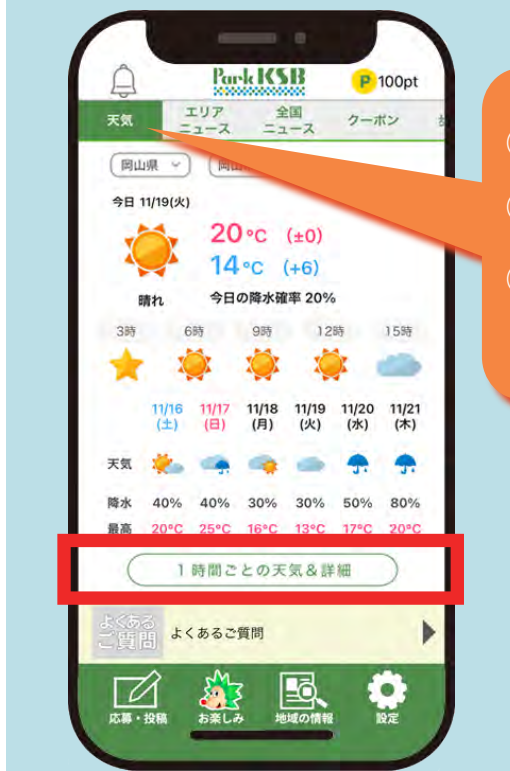 Park KSB
P 100pt
天気 エリアニュース 全国ニュース クーポン
岡山県
今日 11/19(火)
20℃ (±0)
14℃ (+6)
晴れ 今日の降水確率 20%
3時 6時 9時 12時 15時
11/16 11/17 11/18 11/19 11/20 11/21
(土) (日) (月) (火) (水) (木)
天気
降水 40% 40% 30% 30% 50% 80%
最高 20℃ 25℃ 16℃ 13℃ 17℃ 20℃
1時間ごとの天気&詳細
よくあるご質問 よくあるご質問
応募・投稿 お楽しみ 地域の情報 設定